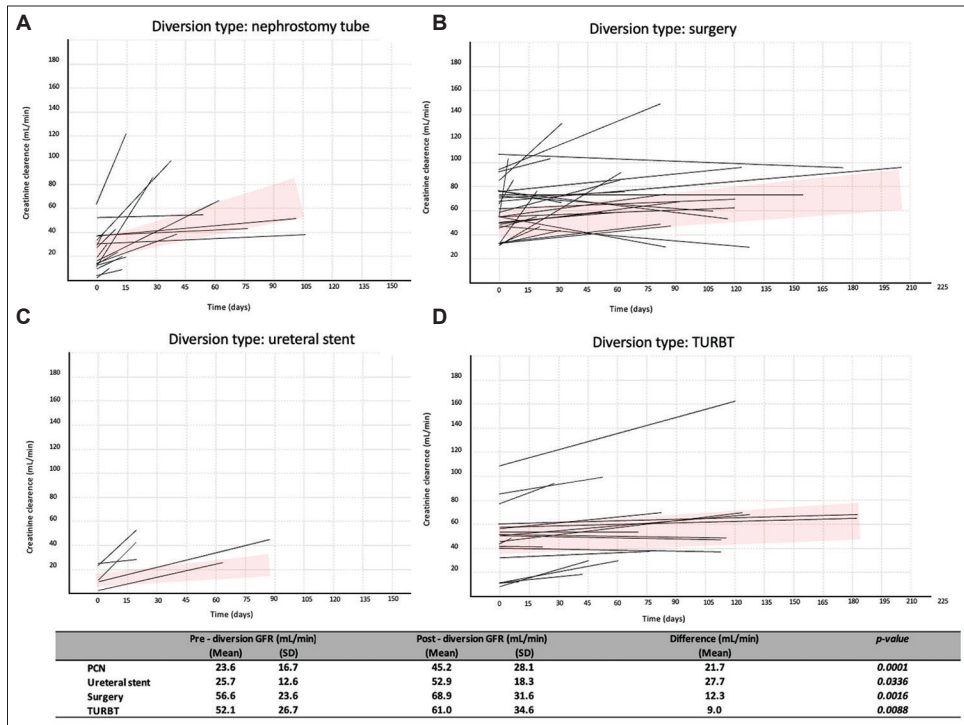 A
Diversion type: nephrostomy tube
180
160
140
120
100
80
60
40
20
0
Creatinine clearence (mL/min)
0 15 30 45 60 75 90 105 120 135 150
Time (days)
B
Diversion type: surgery
180
160
140
120
100
80
60
40
20
Creatinine clearence (mL/min)
0 15 30 45 60 75 90 105 120 135 150 165 180 195 210 225
Time (days)
C
Diversion type: ureteral stent
180
160
140
120
100
80
60
40
20
Creatinine clearence (mL/min)
0 15 30 45 60 75 90 105 120 135 150
Time (days)
D
Diversion type: TURBT
180
160
140
120
100
80
60
40
20
Creatinine clearence (mL/min)
0 15 30 45 60 75 90 105 120 135 150 165 180 195 210 225
Time (days)
Pre - diversion GFR (mL/min) Post - diversion GFR (mL/min) Difference (mL/min) p-value
(Mean) (SD) (Mean) (SD) (Mean)
PCN 23.6 16.7 45.2 28.1 21.7 0.0001
Ureteral stent 25.7 12.6 52.9 18.3 27.7 0.0336
Surgery 56.6 23.6 68.9 31.6 12.3 0.0016
TURBT 52.1 26.7 61.0 34.6 9.0 0.0088